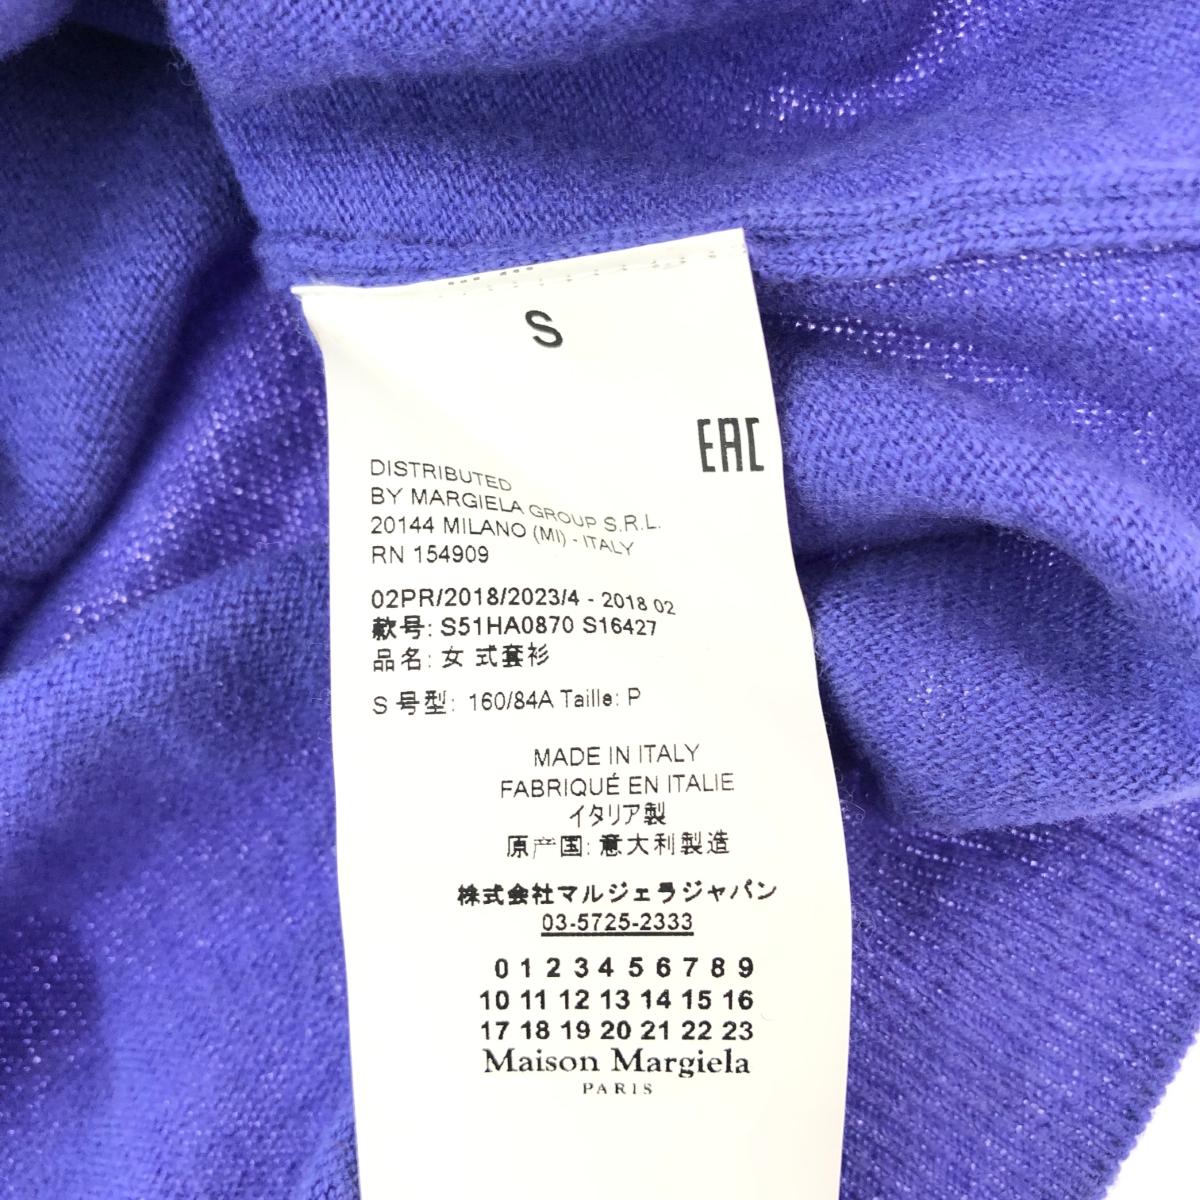 S
EAC
DISTRIBUTED
BY MARGIELA GROUP S.R.L.
20144 MILANO (MI) - ITALY
RN 154909
02PR/2018/2023/4 - 2018 02
款号: S51HA0870 S16427
品名: 女 式套衫
S 号型: 160/84A Taille: P
MADE IN ITALY
FABRIQUÉ EN ITALIE
イタリア製
原产国: 意大利製造
株式会社マルジェラジャパン
03-5725-2333
0 1 2 3 4 5 6 7 8 9
10 11 12 13 14 15 16
17 18 19 20 21 22 23
Maison Margiela
PARIS